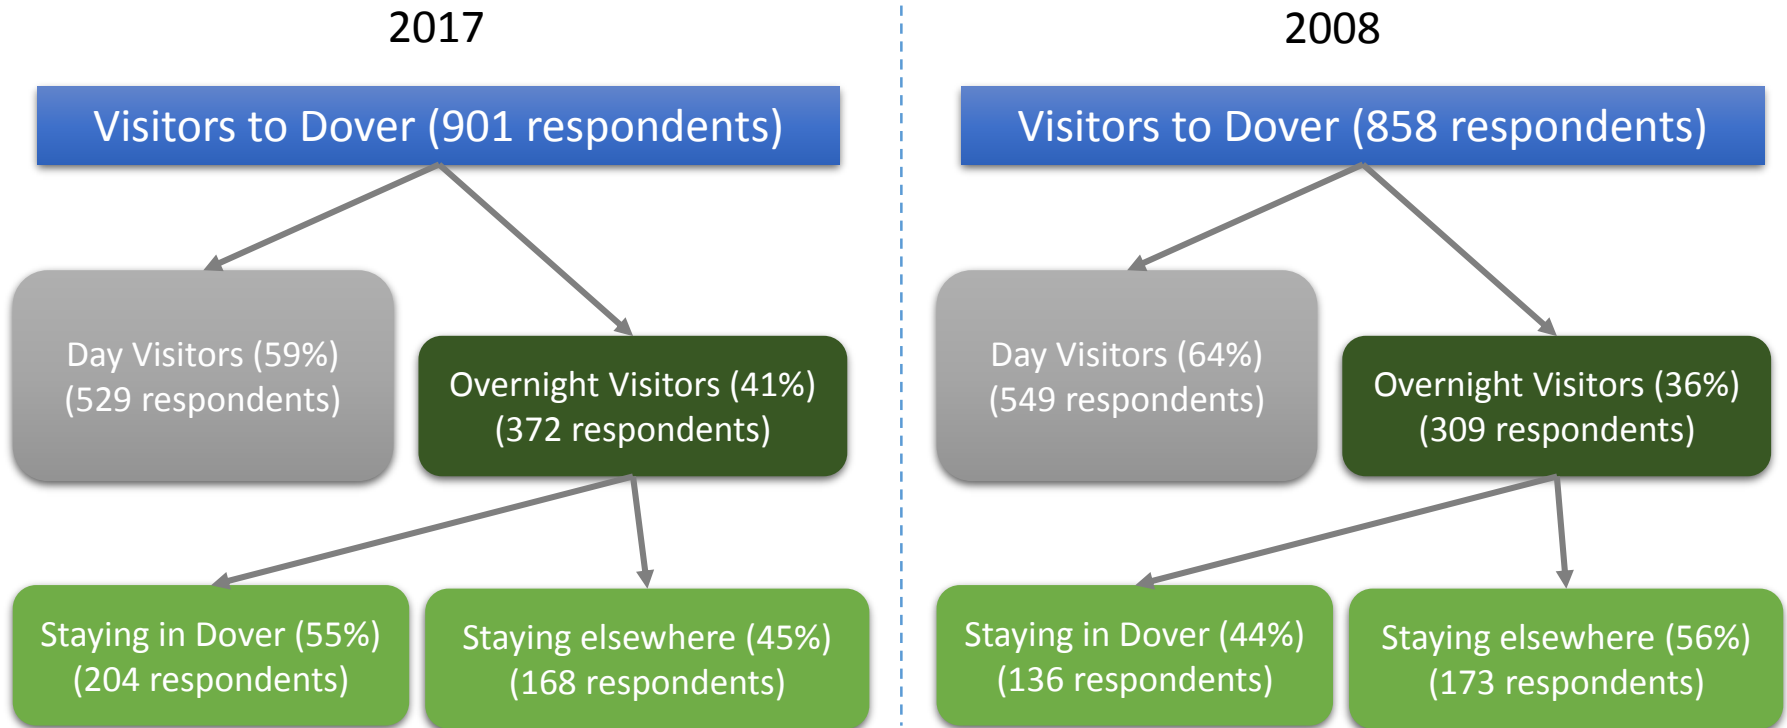 2017
Visitors to Dover (901 respondents)
Day Visitors (59%)
(529 respondents)
Overnight Visitors (41%)
(372 respondents)
Staying in Dover (55%)
(204 respondents)
Staying elsewhere (45%)
(168 respondents)
2008
Visitors to Dover (858 respondents)
Day Visitors (64%)
(549 respondents)
Overnight Visitors (36%)
(309 respondents)
Staying in Dover (44%)
(136 respondents)
Staying elsewhere (56%)
(173 respondents)